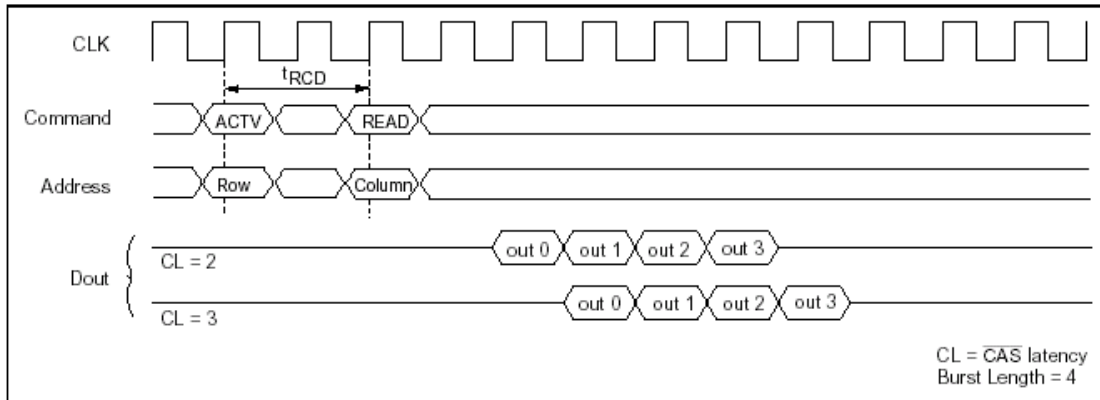 CLK
tRCD
Command ACTV READ
Address Row Column
Dout
CL = 2 out 0 out 1 out 2 out 3
CL = 3 out 0 out 1 out 2 out 3
CL = CAS latency
Burst Length = 4